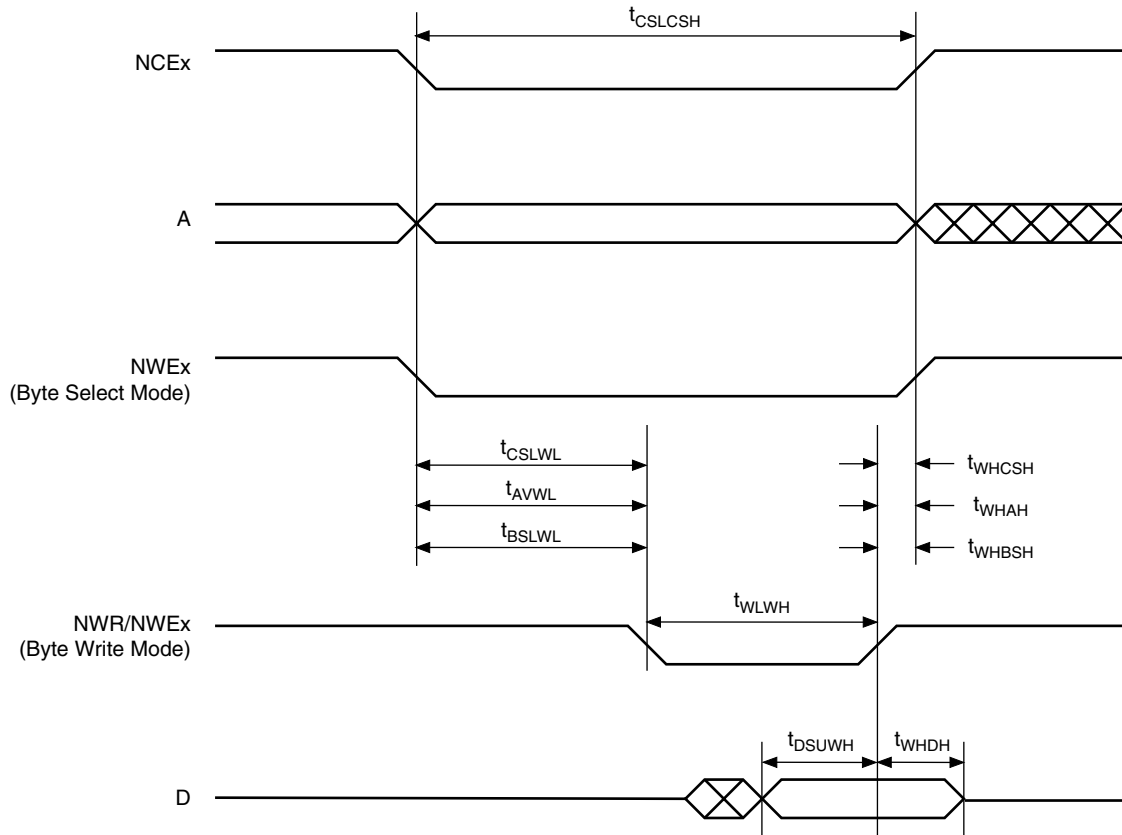 tCSLCSH
NCEx
A
NWEx
(Byte Select Mode)
tCSLWL
tWHCSH
tAVWL
tWHAH
tBSLWL
tWHBSH
tWLWH
NWR/NWEx
(Byte Write Mode)
tDSUWH
tWHDH
D